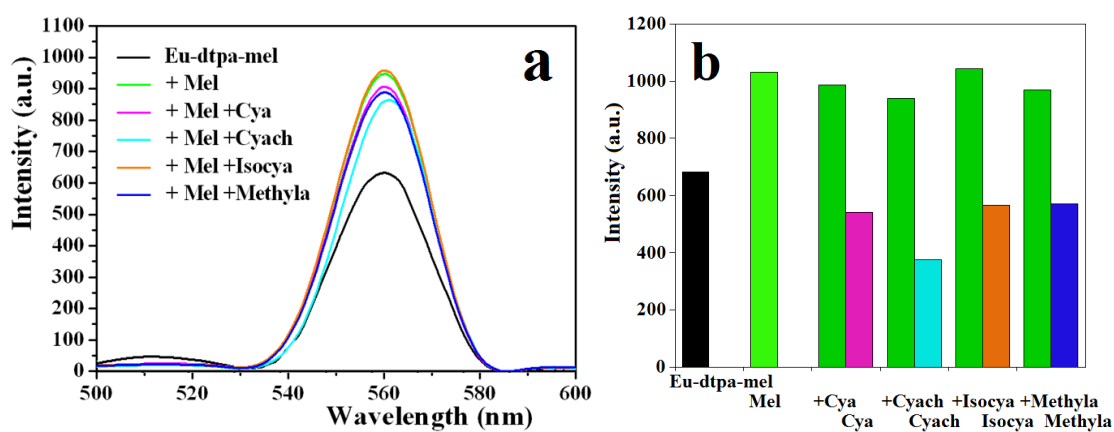 a
Intensity (a.u.)
1100
1000
900
800
700
600
500
400
300
200
100
0
Eu-dtpa-mel
+ Mel
+ Mel +Cya
+ Mel +Cyach
+ Mel +Isocya
+ Mel +Methyla
500 520 540 560 580 600
Wavelength (nm)
b
Intensity (a.u.)
1200
1000
800
600
400
200
0
Eu-dtpa-mel
Mel +Cya +Cyach +Isocya +Methyla
Cya Cyach Isocya Methyla